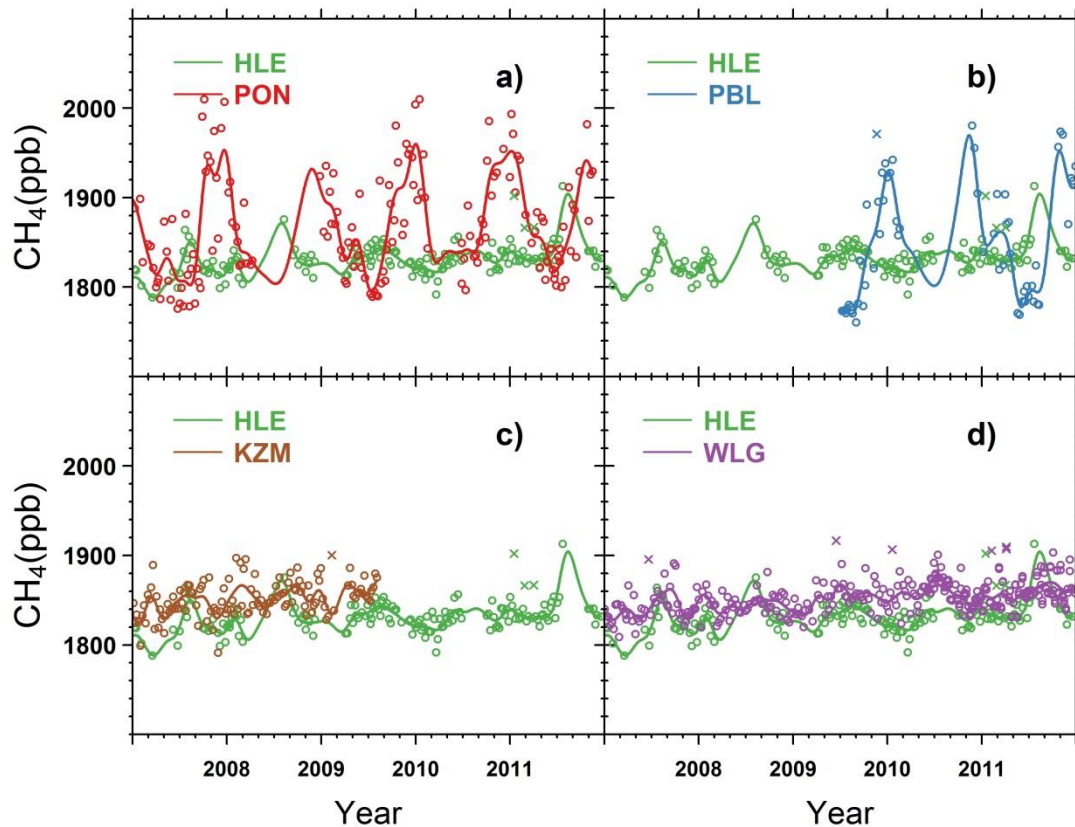 HLE
PON
a)
HLE
PBL
b)
2000
1900
1800
CH₄(ppb)
HLE
KZM
c)
HLE
WLG
d)
2000
1900
1800
CH₄(ppb)
2008 2009 2010 2011
2008 2009 2010 2011
Year
Year